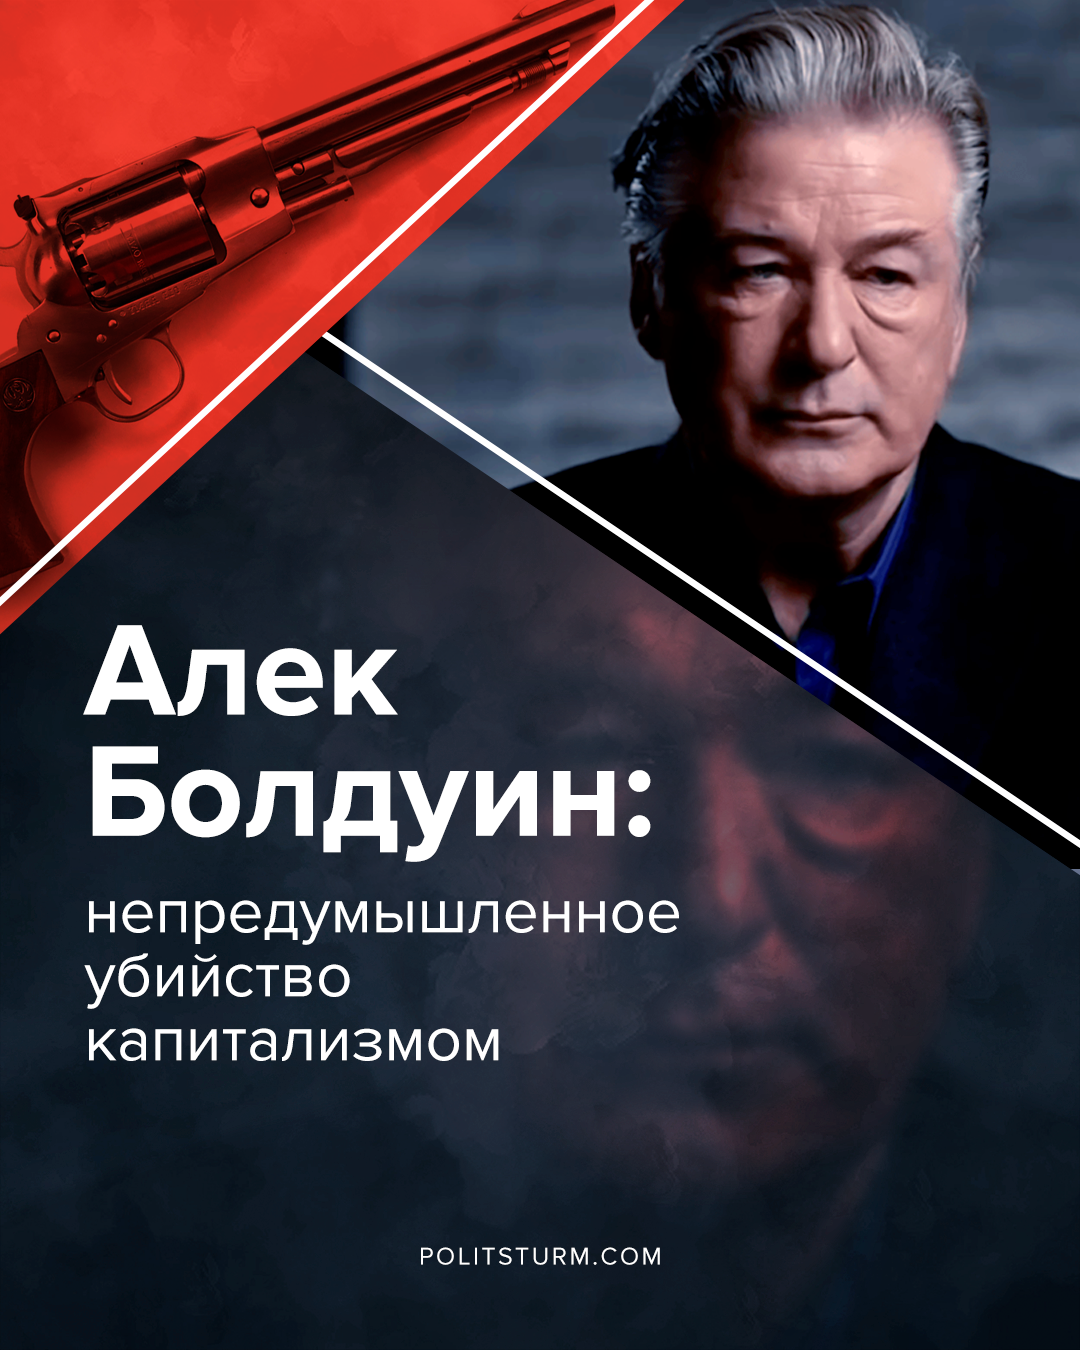 Алек
Болдуин:
непредумышленное
убийство
капитализмом
POLITSTURM.COM